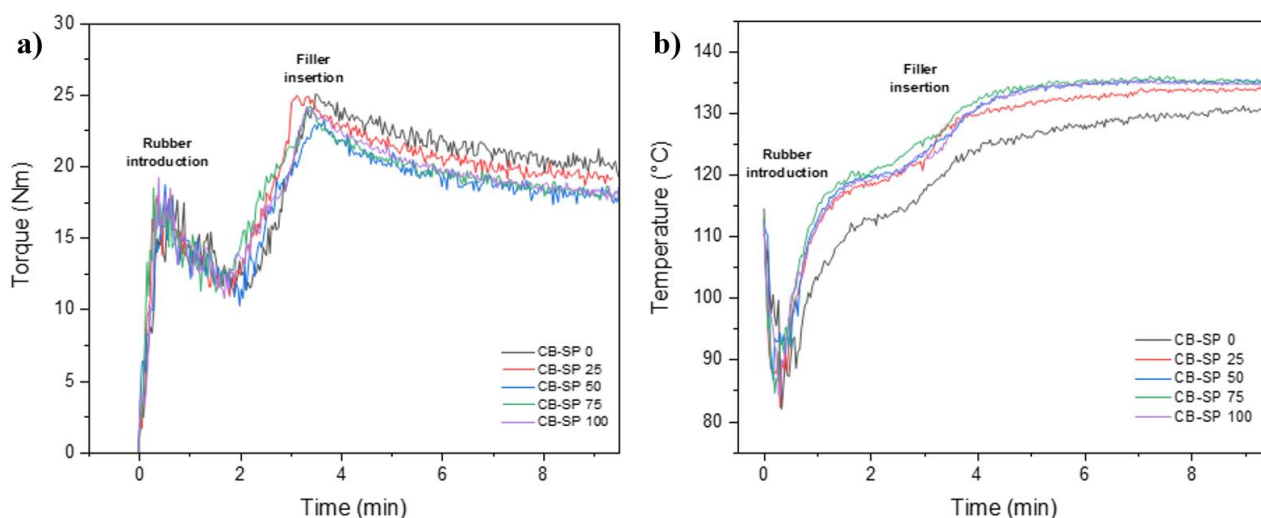 a)
30
25
20
15
10
5
0
Torque (Nm)
Rubber
introduction
Filler
insertion
CB-SP 0
CB-SP 25
CB-SP 50
CB-SP 75
CB-SP 100
0 2 4 6 8
Time (min)
b)
140
130
120
110
100
90
80
Temperature (°C)
Rubber
introduction
Filler
insertion
CB-SP 0
CB-SP 25
CB-SP 50
CB-SP 75
CB-SP 100
0 2 4 6 8
Time (min)